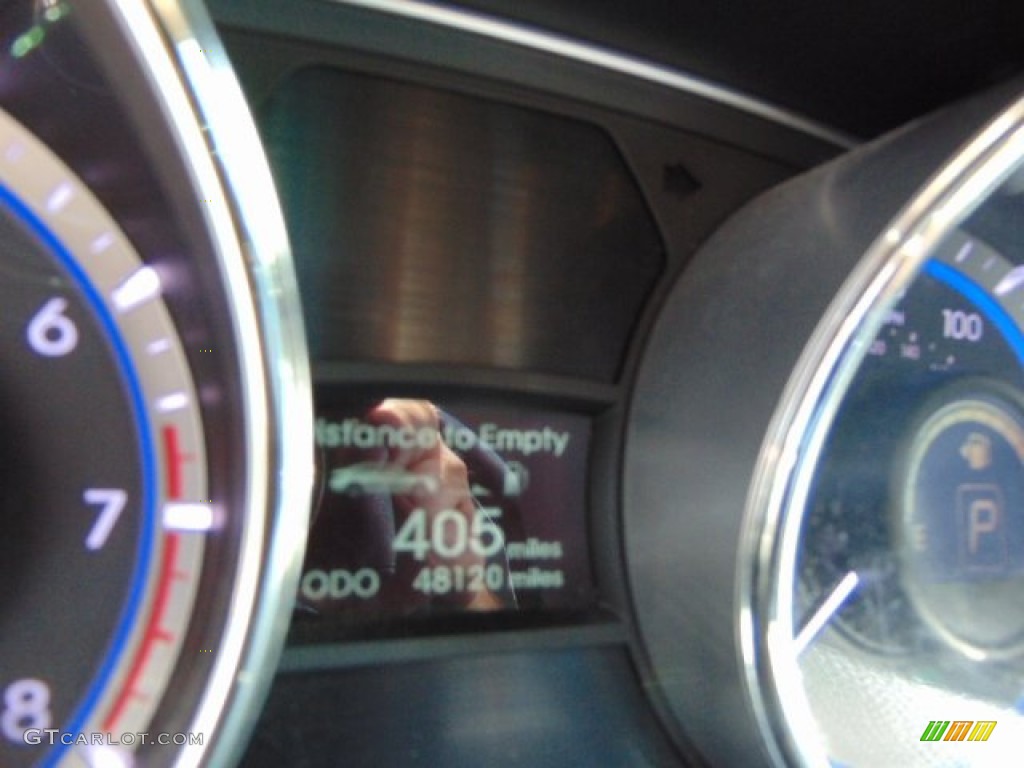 6
7
8
istance to Empty
405 miles
ODO 48120 miles
100
P
GTCARLOT.COM